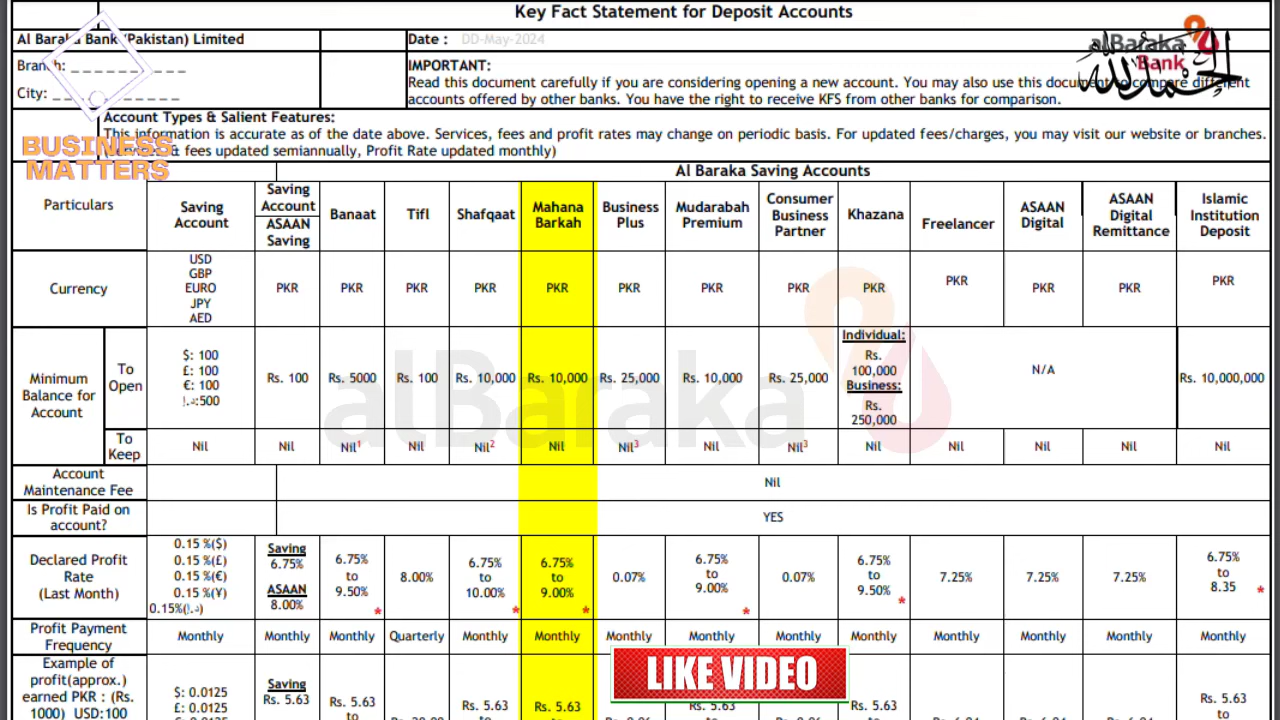 Key Fact Statement for Deposit Accounts
Al Baraka Bank (Pakistan) Limited
Date : DD-May-2024
alBaraka
Bank
Branch: _ _ _ _ _ _ _ _ _ _
City: _ _ _ _ _ _ _ _ _ _ _
IMPORTANT:
Read this document carefully if you are considering opening a new account. You may also use this document to compare different
accounts offered by other banks. You have the right to receive KFS from other banks for comparison.
Account Types & Salient Features:
This information is accurate as of the date above. Services, fees and profit rates may change on periodic basis. For updated fees/charges, you may visit our website or branches.
& fees updated semiannually, Profit Rate updated monthly)
BUSINESS
MATTERS
Al Baraka Saving Accounts
Particulars
Saving
Account
Saving
Account
ASAAN
Saving
Banaat
Tifl
Shafqaat
Mahana
Barkah
Business
Plus
Mudarabah
Premium
Consumer
Business
Partner
Khazana
Freelancer
ASAAN
Digital
ASAAN
Digital
Remittance
Islamic
Institution
Deposit
Currency
USD
GBP
EURO
JPY
AED
PKR
PKR
PKR
PKR
PKR
PKR
PKR
PKR
PKR
PKR
PKR
PKR
PKR
Minimum
Balance for
Account
To
Open
$: 100
£: 100
€: 100
د.إ:500
Rs. 100
Rs. 5000
Rs. 100
Rs. 10,000
Rs. 10,000
Rs. 25,000
Rs. 10,000
Rs. 25,000
Individual:
Rs.
100,000
Business:
Rs.
250,000
N/A
Rs. 10,000,000
alBaraka
To
Keep
Nil
Nil
Nil¹
Nil
Nil²
Nil
Nil³
Nil
Nil³
Nil
Nil
Nil
Nil
Nil
Account
Maintenance Fee
Nil
Is Profit Paid on
account?
YES
Declared Profit
Rate
(Last Month)
0.15 %($)
0.15 %(£)
0.15 %(€)
0.15 %(¥)
0.15%(د.إ)
Saving
6.75%
ASAAN
8.00%
6.75%
to
9.50% *
8.00%
6.75%
to
10.00% *
6.75%
to
9.00% *
0.07%
6.75%
to
9.00% *
0.07%
6.75%
to
9.50% *
7.25%
7.25%
7.25%
6.75%
to
8.35 *
Profit Payment
Frequency
Monthly
Monthly
Monthly
Quarterly
Monthly
Monthly
Monthly
Monthly
Monthly
Monthly
Monthly
Monthly
Monthly
Monthly
Example of
profit(approx.)
earned PKR : (Rs.
1000) USD:100
$: 0.0125
£: 0.0125
Saving
Rs. 5.63
Rs. 5.63
to
Rs. 5.63
to
Rs. 5.63
to
Rs. 5.63
Rs. 5.63
to
Rs. 5.63
to
LIKE VIDEO